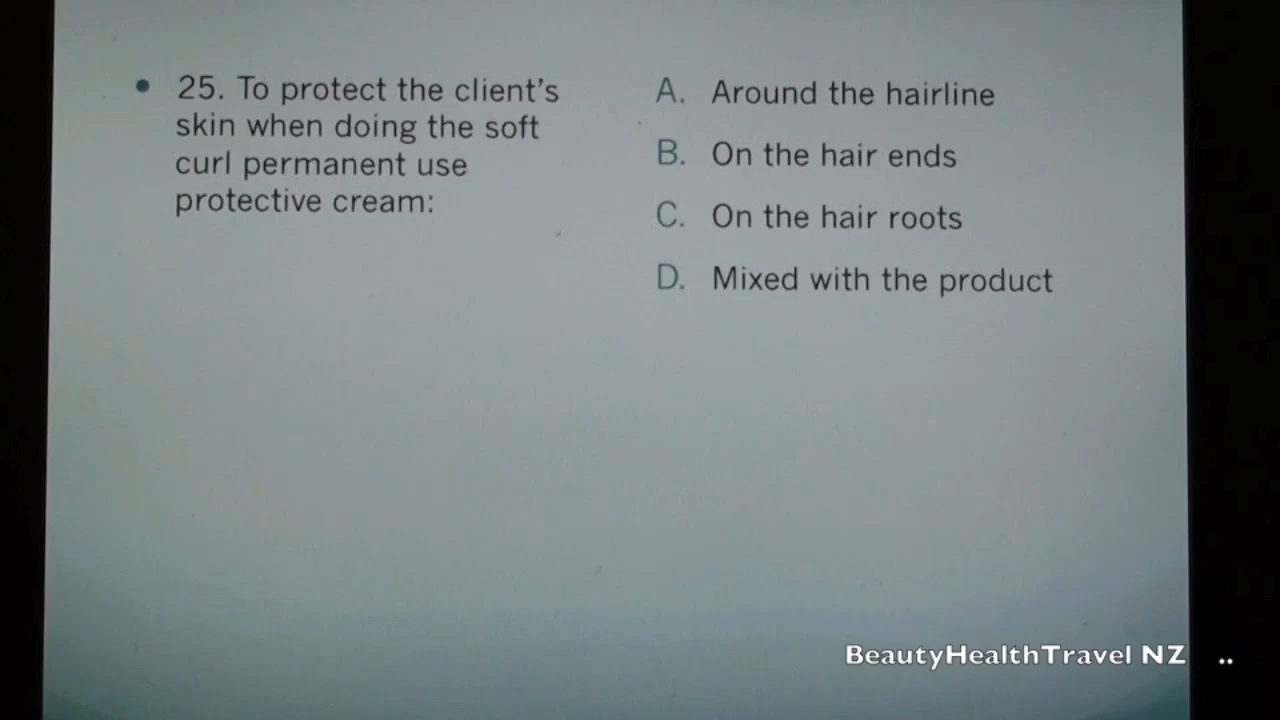 • 25. To protect the client's
skin when doing the soft
curl permanent use
protective cream:
A. Around the hairline
B. On the hair ends
C. On the hair roots
D. Mixed with the product
BeautyHealthTravel NZ ..